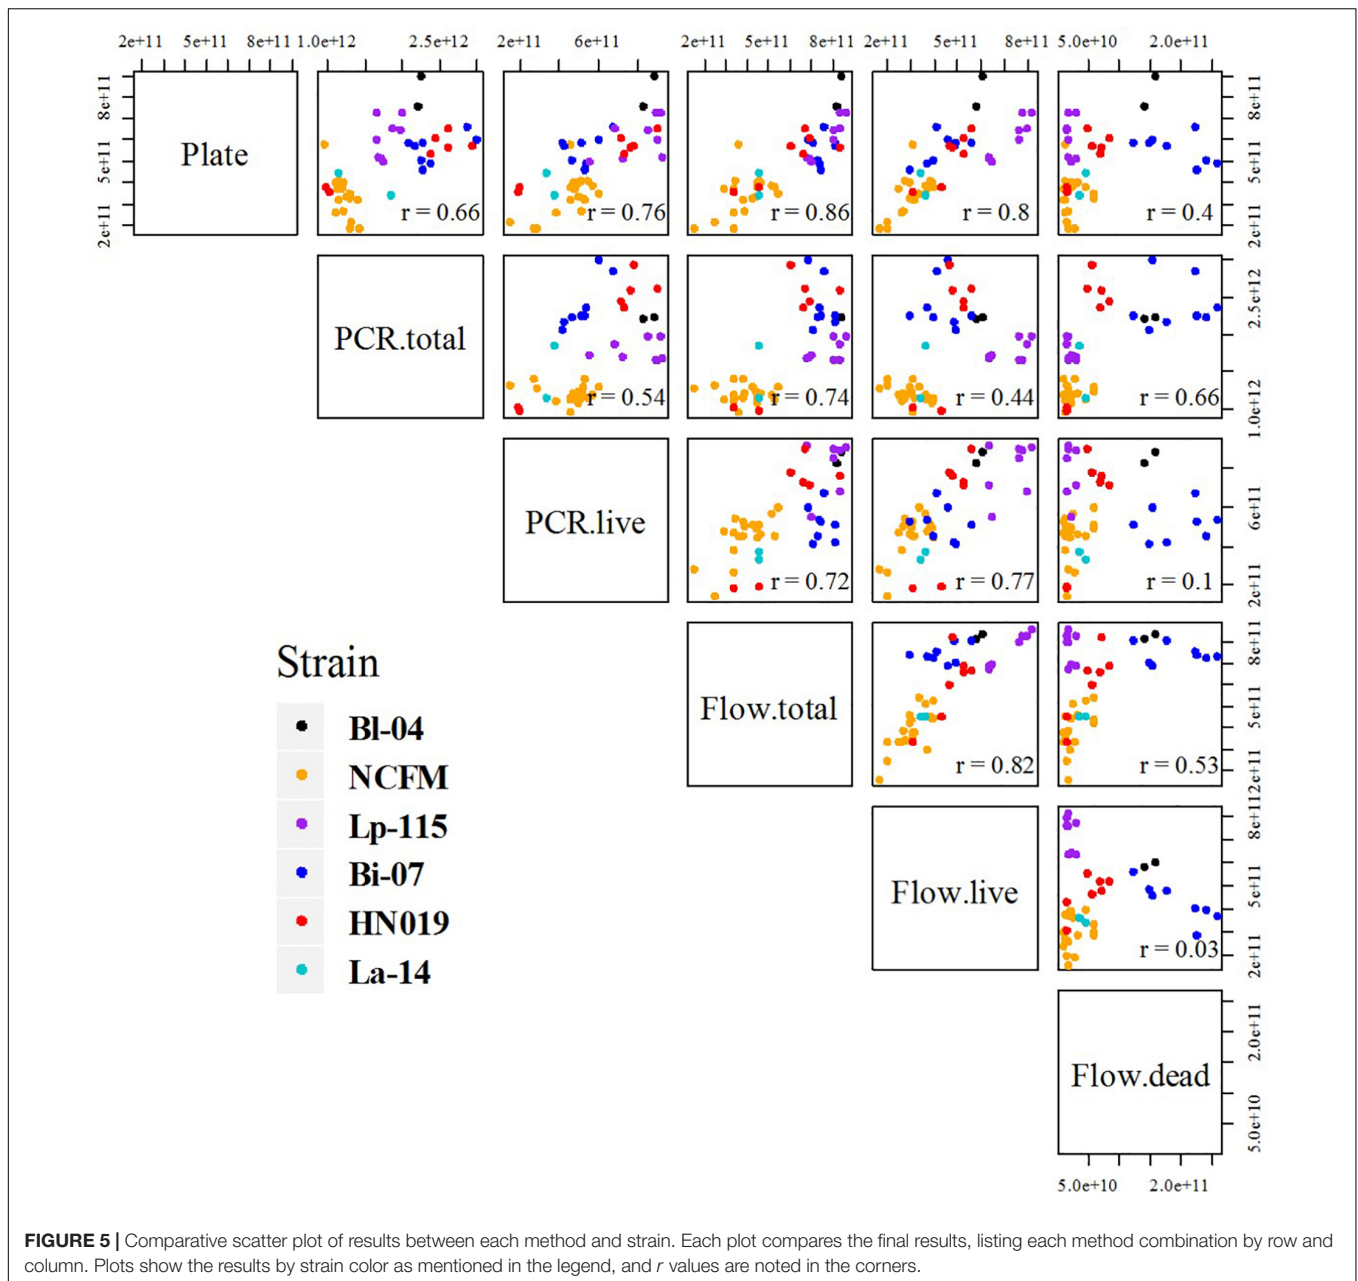 2e+11 5e+11 8e+11 1.0e+12 2.5e+12 2e+11 6e+11 2e+11 5e+11 8e+11 2e+11 5e+11 8e+11 5.0e+10 2.0e+11
2e+11 5e+11 8e+11
Plate
r = 0.66
r = 0.76
r = 0.86
r = 0.8
r = 0.4
2e+11 5e+11 8e+11
PCR.total
r = 0.54
r = 0.74
r = 0.44
r = 0.66
1.0e+12 2.5e+12
PCR.live
r = 0.72
r = 0.77
r = 0.1
2e+11 6e+11
Flow.total
r = 0.82
r = 0.53
2e+11 5e+11 8e+11
Flow.live
r = 0.03
2e+11 5e+11 8e+11
Flow.dead
5.0e+10 2.0e+11
5.0e+10 2.0e+11
Strain
Bl-04
NCFM
Lp-115
Bi-07
HN019
La-14
FIGURE 5 | Comparative scatter plot of results between each method and strain. Each plot compares the final results, listing each method combination by row and
column. Plots show the results by strain color as mentioned in the legend, and r values are noted in the corners.